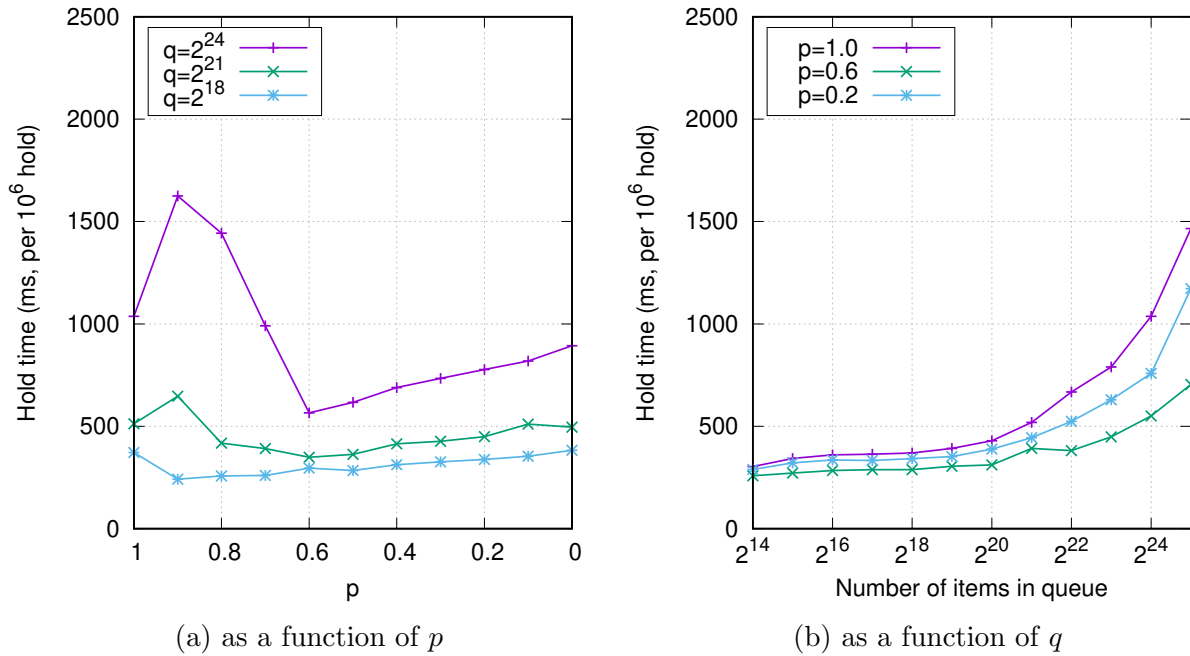 2500
2000
1500
1000
500
0
Hold time (ms, per 10^6 hold)
q=2^24
q=2^21
q=2^18
1 0.8 0.6 0.4 0.2 0
p
(a) as a function of p
2500
2000
1500
1000
500
0
Hold time (ms, per 10^6 hold)
p=1.0
p=0.6
p=0.2
2^14 2^16 2^18 2^20 2^22 2^24
Number of items in queue
(b) as a function of q